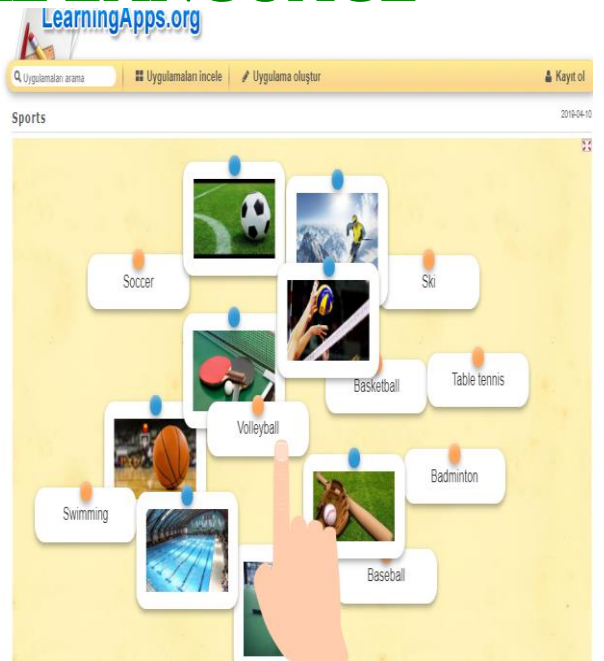 LearningApps.org
Uygulamaları arama
Uygulamaları incele
Uygulama oluştur
Kayıt ol
Sports
2019-04-10
Soccer
Ski
Basketball
Table tennis
Volleyball
Badminton
Swimming
Baseball